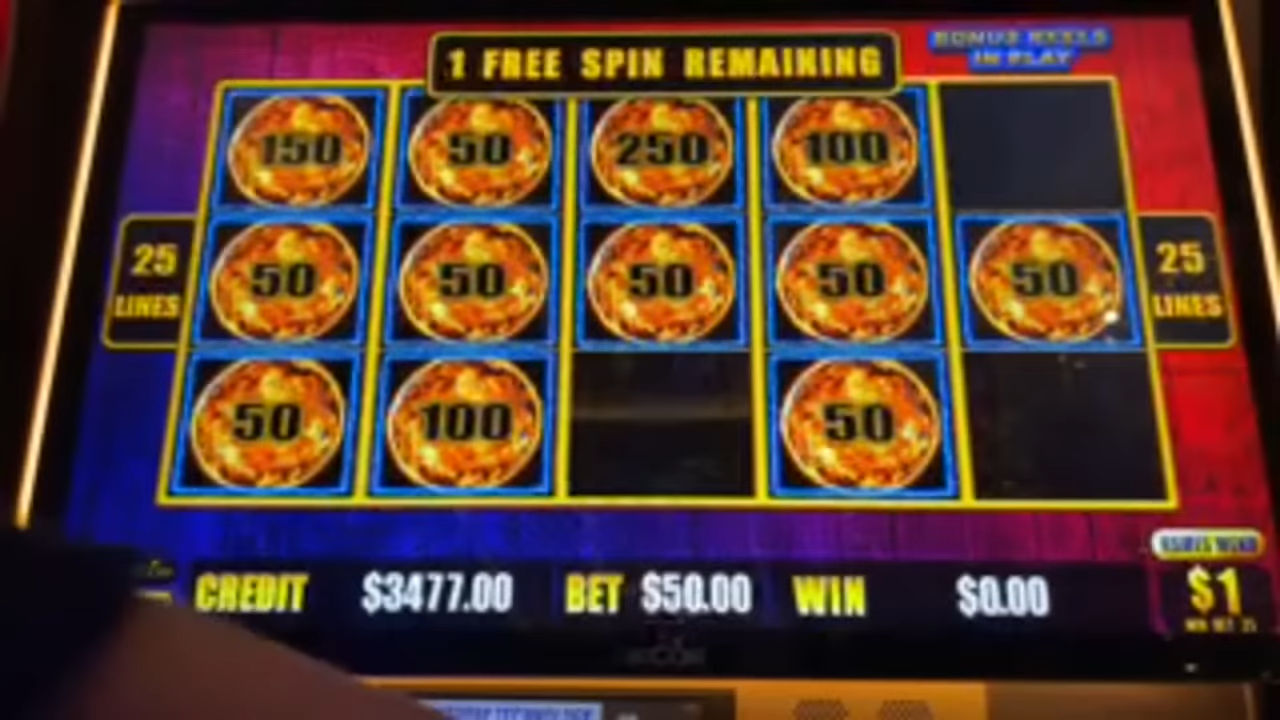 BONUS REELS
IN PLAY
1 FREE SPIN REMAINING
150 50 250 100
25
LINES
50 50 50 50 50
25
LINES
50 100 50
CREDIT $3477.00 BET $50.00 WIN $0.00
$1